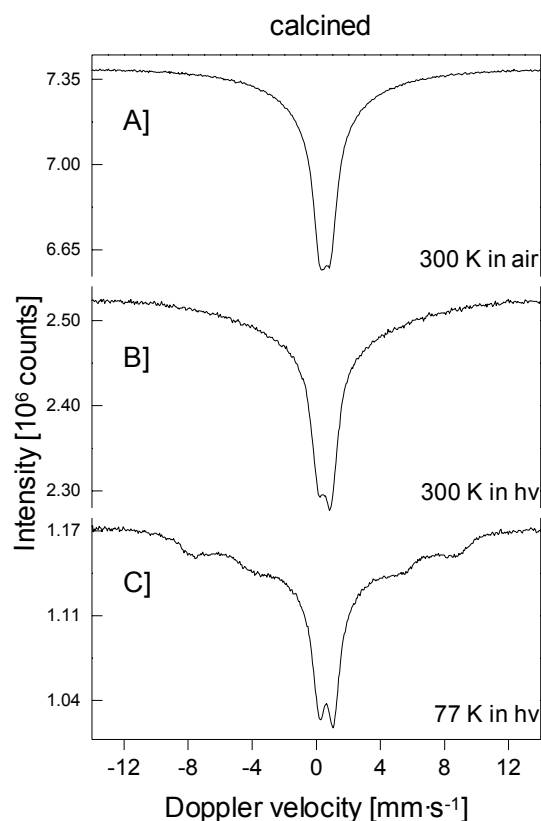 calcined
Intensity [10⁶ counts]
7.35
7.00
6.65
A]
300 K in air
2.50
2.40
2.30
B]
300 K in hv
1.17
1.11
1.04
C]
77 K in hv
-12 -8 -4 0 4 8 12
Doppler velocity [mm·s⁻¹]